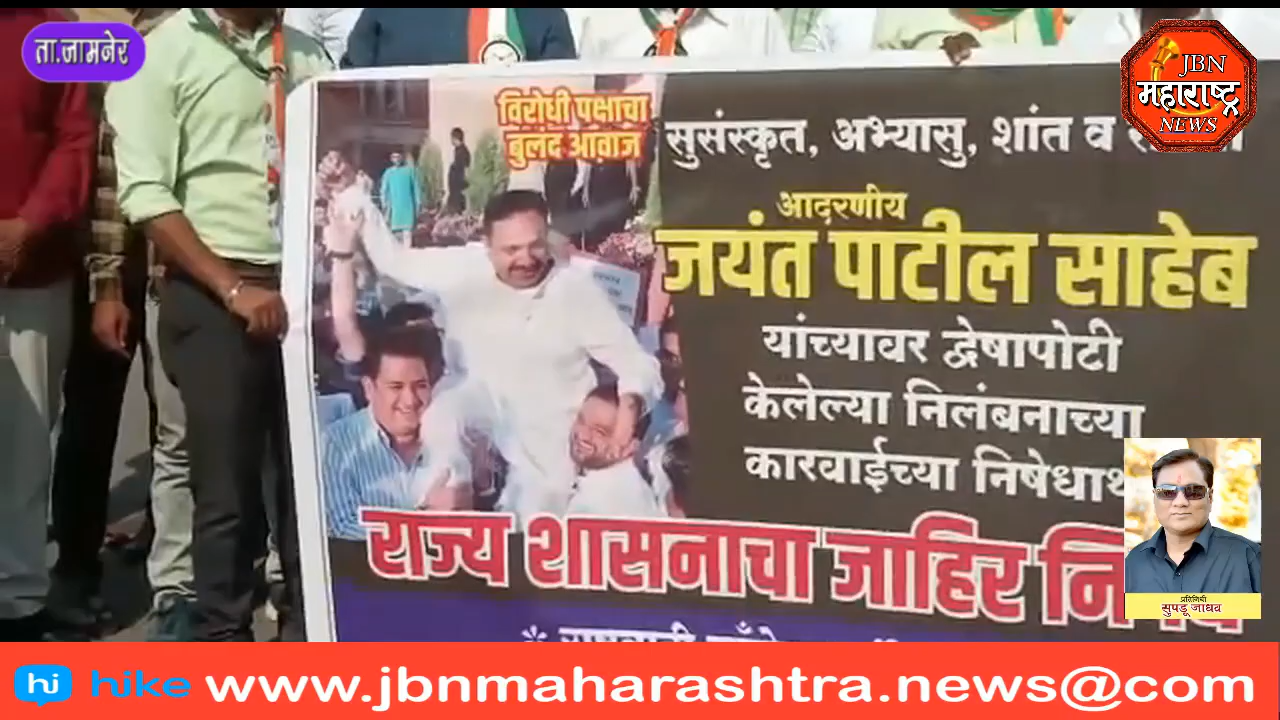 ता.जामनेर
JBN
महाराष्ट्र
NEWS
विरोधी पक्षाचा
बुलंद आवाज
सुसंस्कृत, अभ्यासु, शांत व
आदरणीय
जयंत पाटील साहेब
यांच्यावर द्वेषापोटी
केलेल्या निलंबनाच्या
कारवाईच्या
राज्य शासनाचा जाहिर
प्रतिनिधी
सुपडू जाधव
hi hike www.jbnmaharashtra.news@com